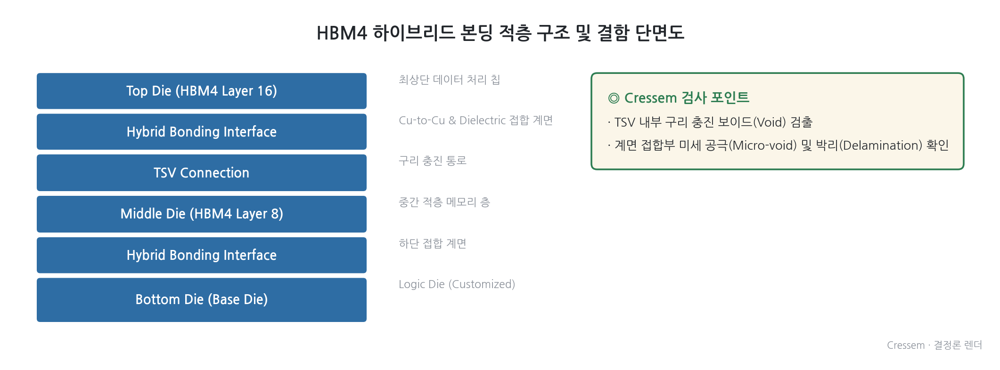 HBM4 하이브리드 본딩 적층 구조 및 결함 단면도
Top Die (HBM4 Layer 16)
최상단 데이터 처리 칩
Hybrid Bonding Interface
Cu-to-Cu & Dielectric 접합 계면
TSV Connection
구리 충진 통로
Middle Die (HBM4 Layer 8)
중간 적층 메모리 층
Hybrid Bonding Interface
하단 접합 계면
Bottom Die (Base Die)
Logic Die (Customized)
◎ Cressem 검사 포인트
· TSV 내부 구리 충진 보이드(Void) 검출
· 계면 접합부 미세 공극(Micro-void) 및 박리(Delamination) 확인
Cressem · 결정론 렌더